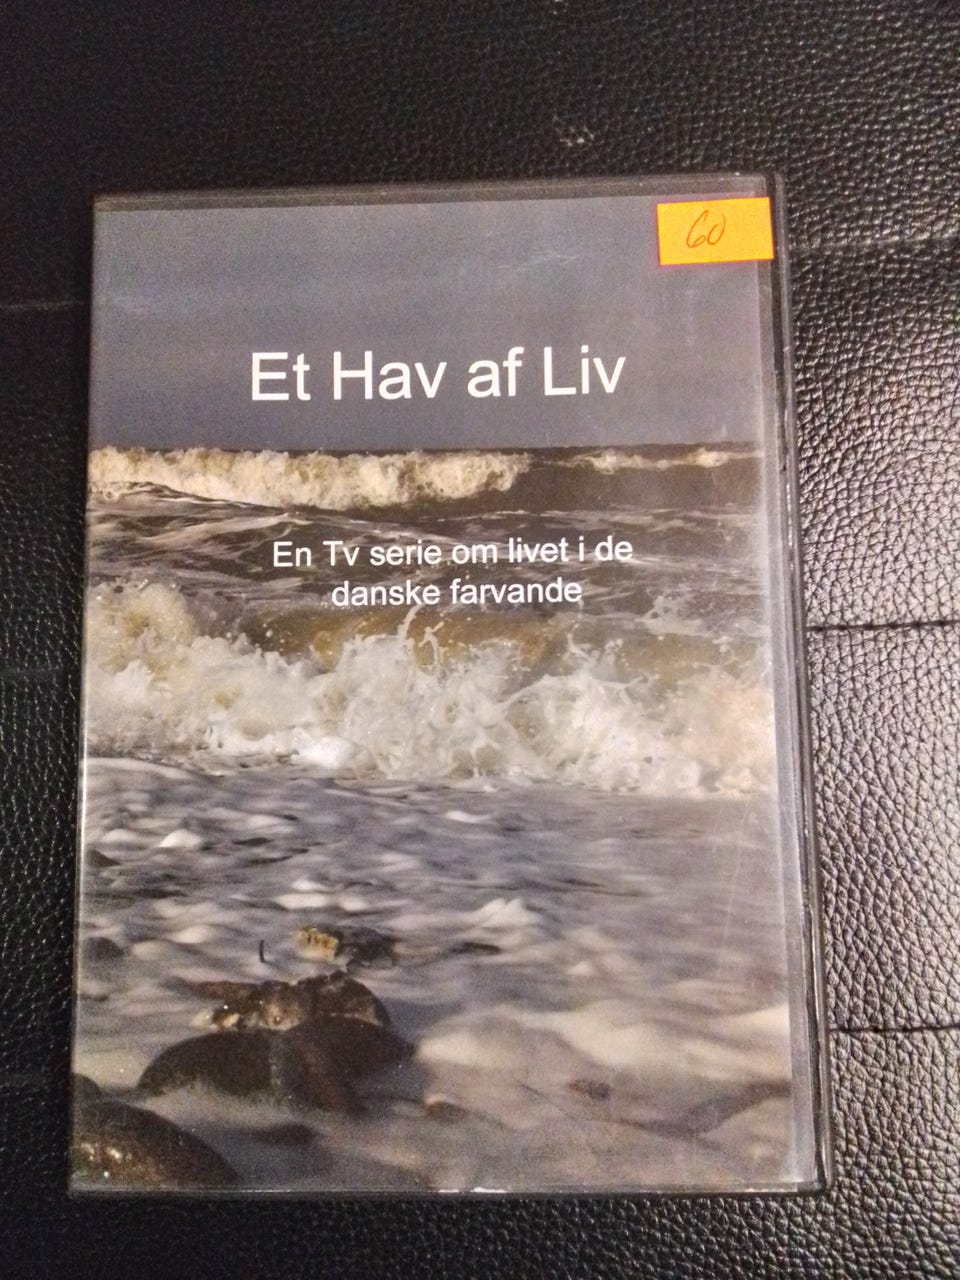 60
Et Hav af Liv
En Tv serie om livet i de
danske farvande